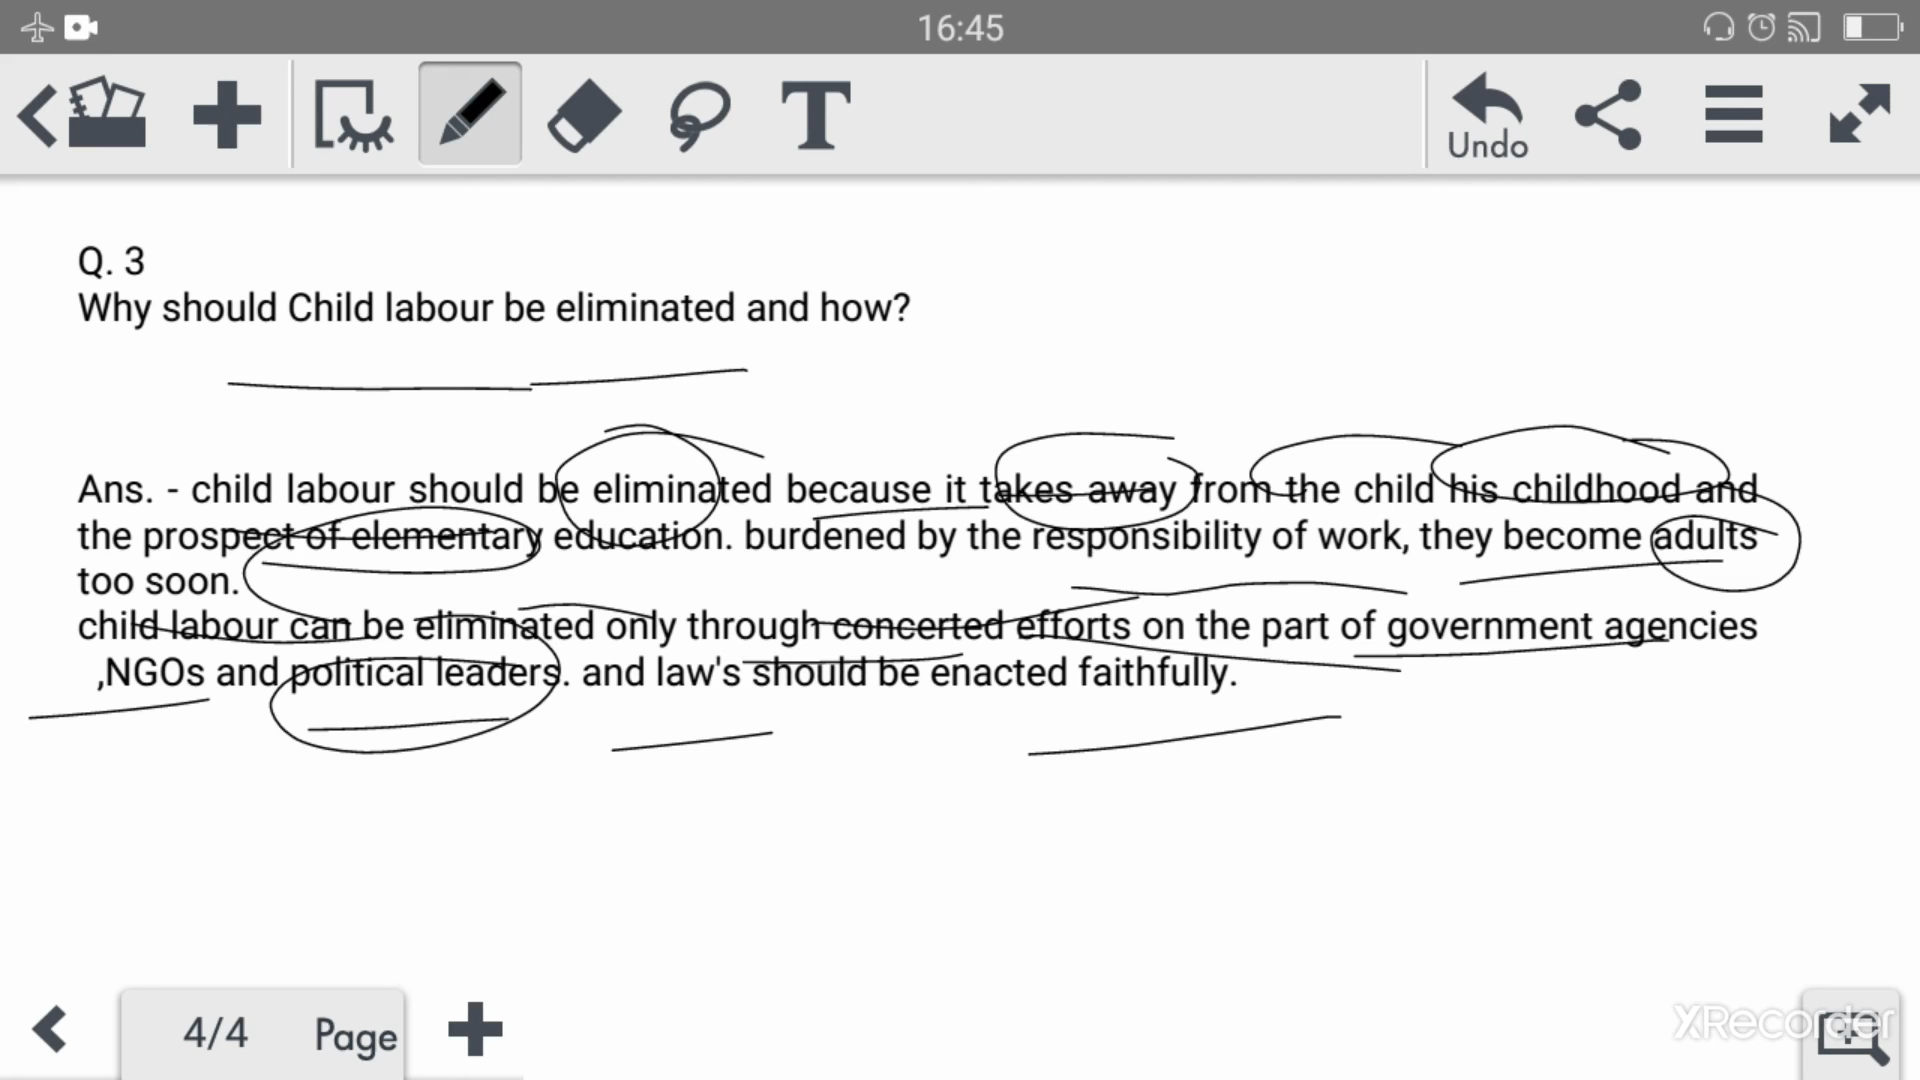 16:45
Undo
Q. 3
Why should Child labour be eliminated and how?
Ans. - child labour should be eliminated because it takes away from the child his childhood and
the prospect of elementary education. burdened by the responsibility of work, they become adults
too soon.
child labour can be eliminated only through concerted efforts on the part of government agencies
,NGOs and political leaders. and law's should be enacted faithfully.
4/4 Page
XRecorder